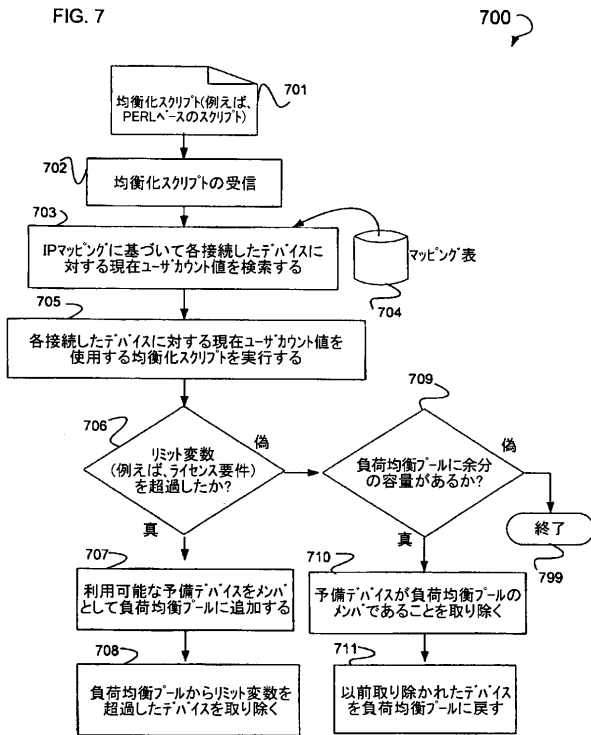 FIG. 7
700
均衡化スクリプト(例えば、
PERLベースのスクリプト)
701
702
均衡化スクリプトの受信
703
IPマッピングに基づいて各接続したデバイスに
対する現在ユーザカウント値を検索する
マッピング表
704
705
各接続したデバイスに対する現在ユーザカウント値を
使用する均衡化スクリプトを実行する
706
リミット変数
(例えば、ライセンス要件)
を超過したか?
偽
真
709
負荷均衡プールに余分
の容量があるか?
偽
真
終了
799
707
利用可能な予備デバイスをメンバ
として負荷均衡プールに追加する
710
予備デバイスが負荷均衡プールの
メンバであることを取り除く
708
負荷均衡プールからリミット変数を
超過したデバイスを取り除く
711
以前取り除かれたデバイス
を負荷均衡プールに戻す